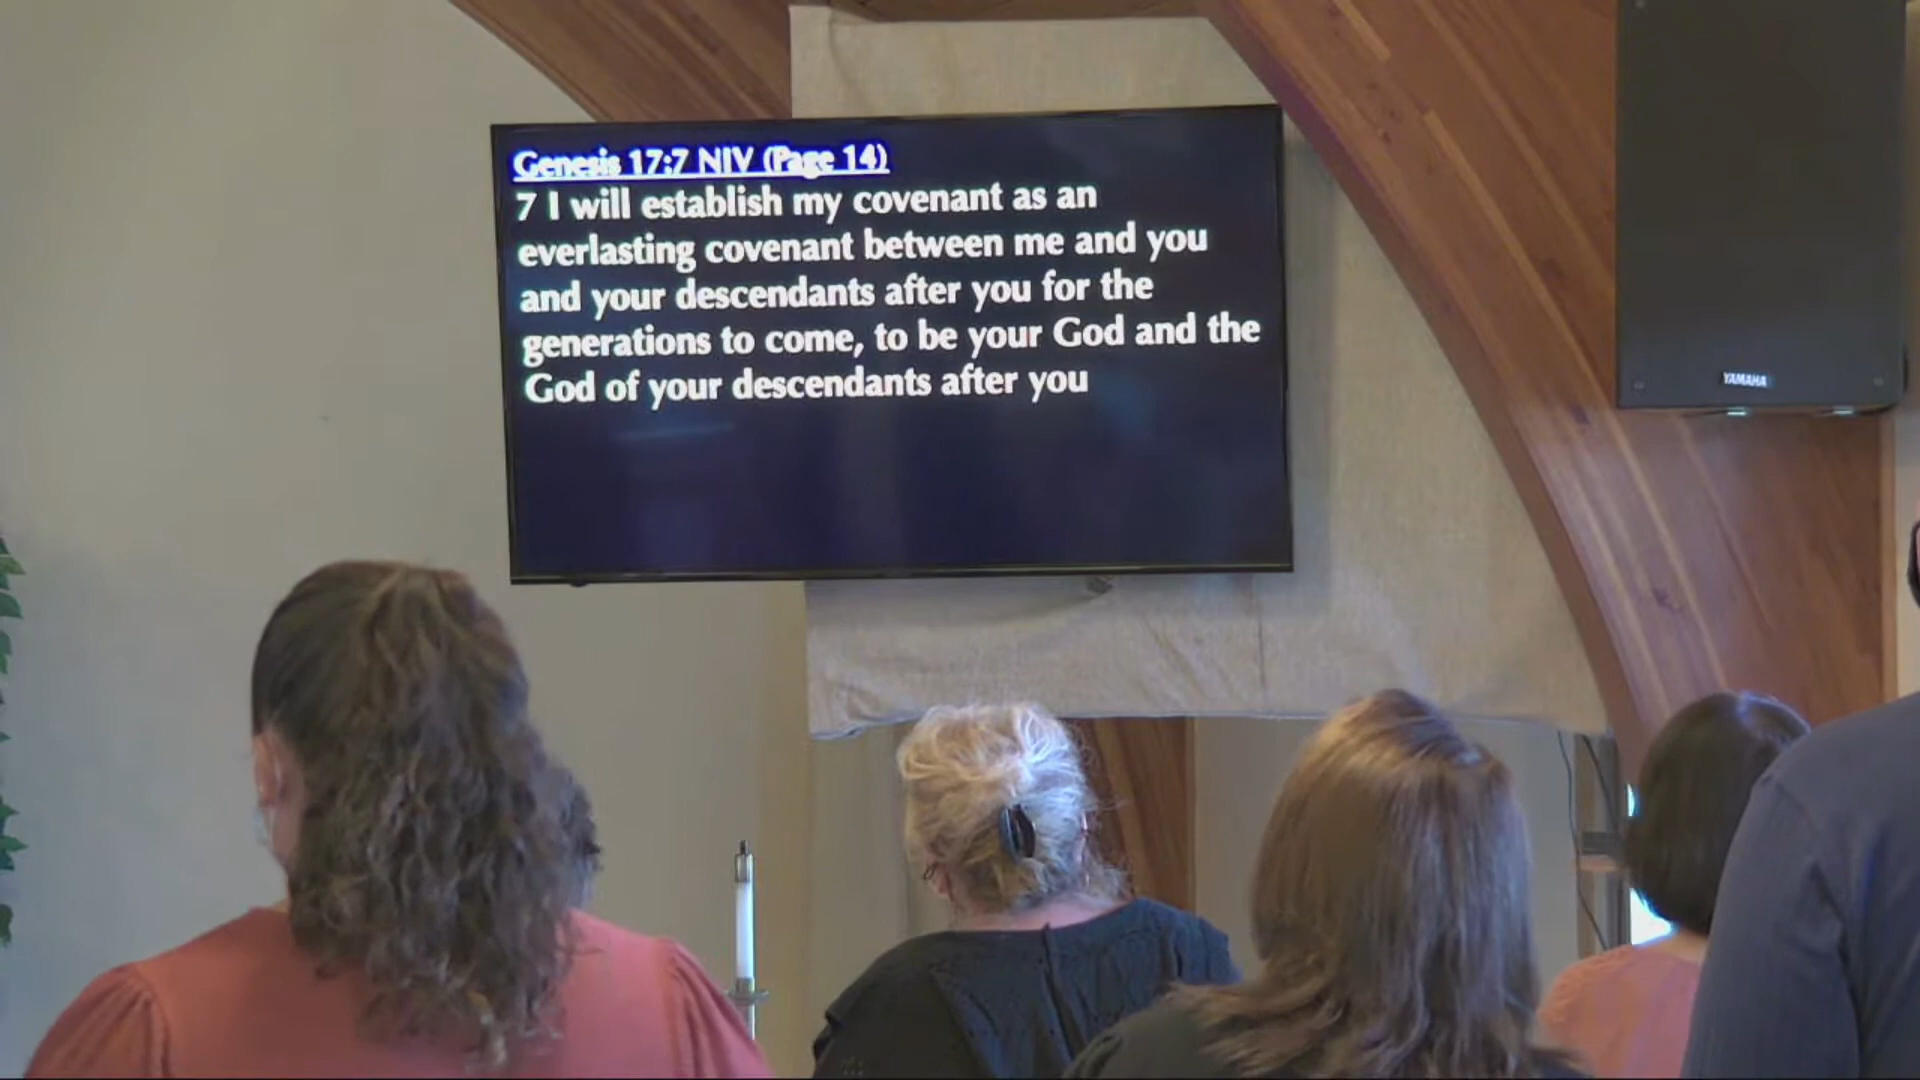 Genesis 17:7 NIV (Page 14)
7 I will establish my covenant as an
everlasting covenant between me and you
and your descendants after you for the
generations to come, to be your God and the
God of your descendants after you
YAMAHA